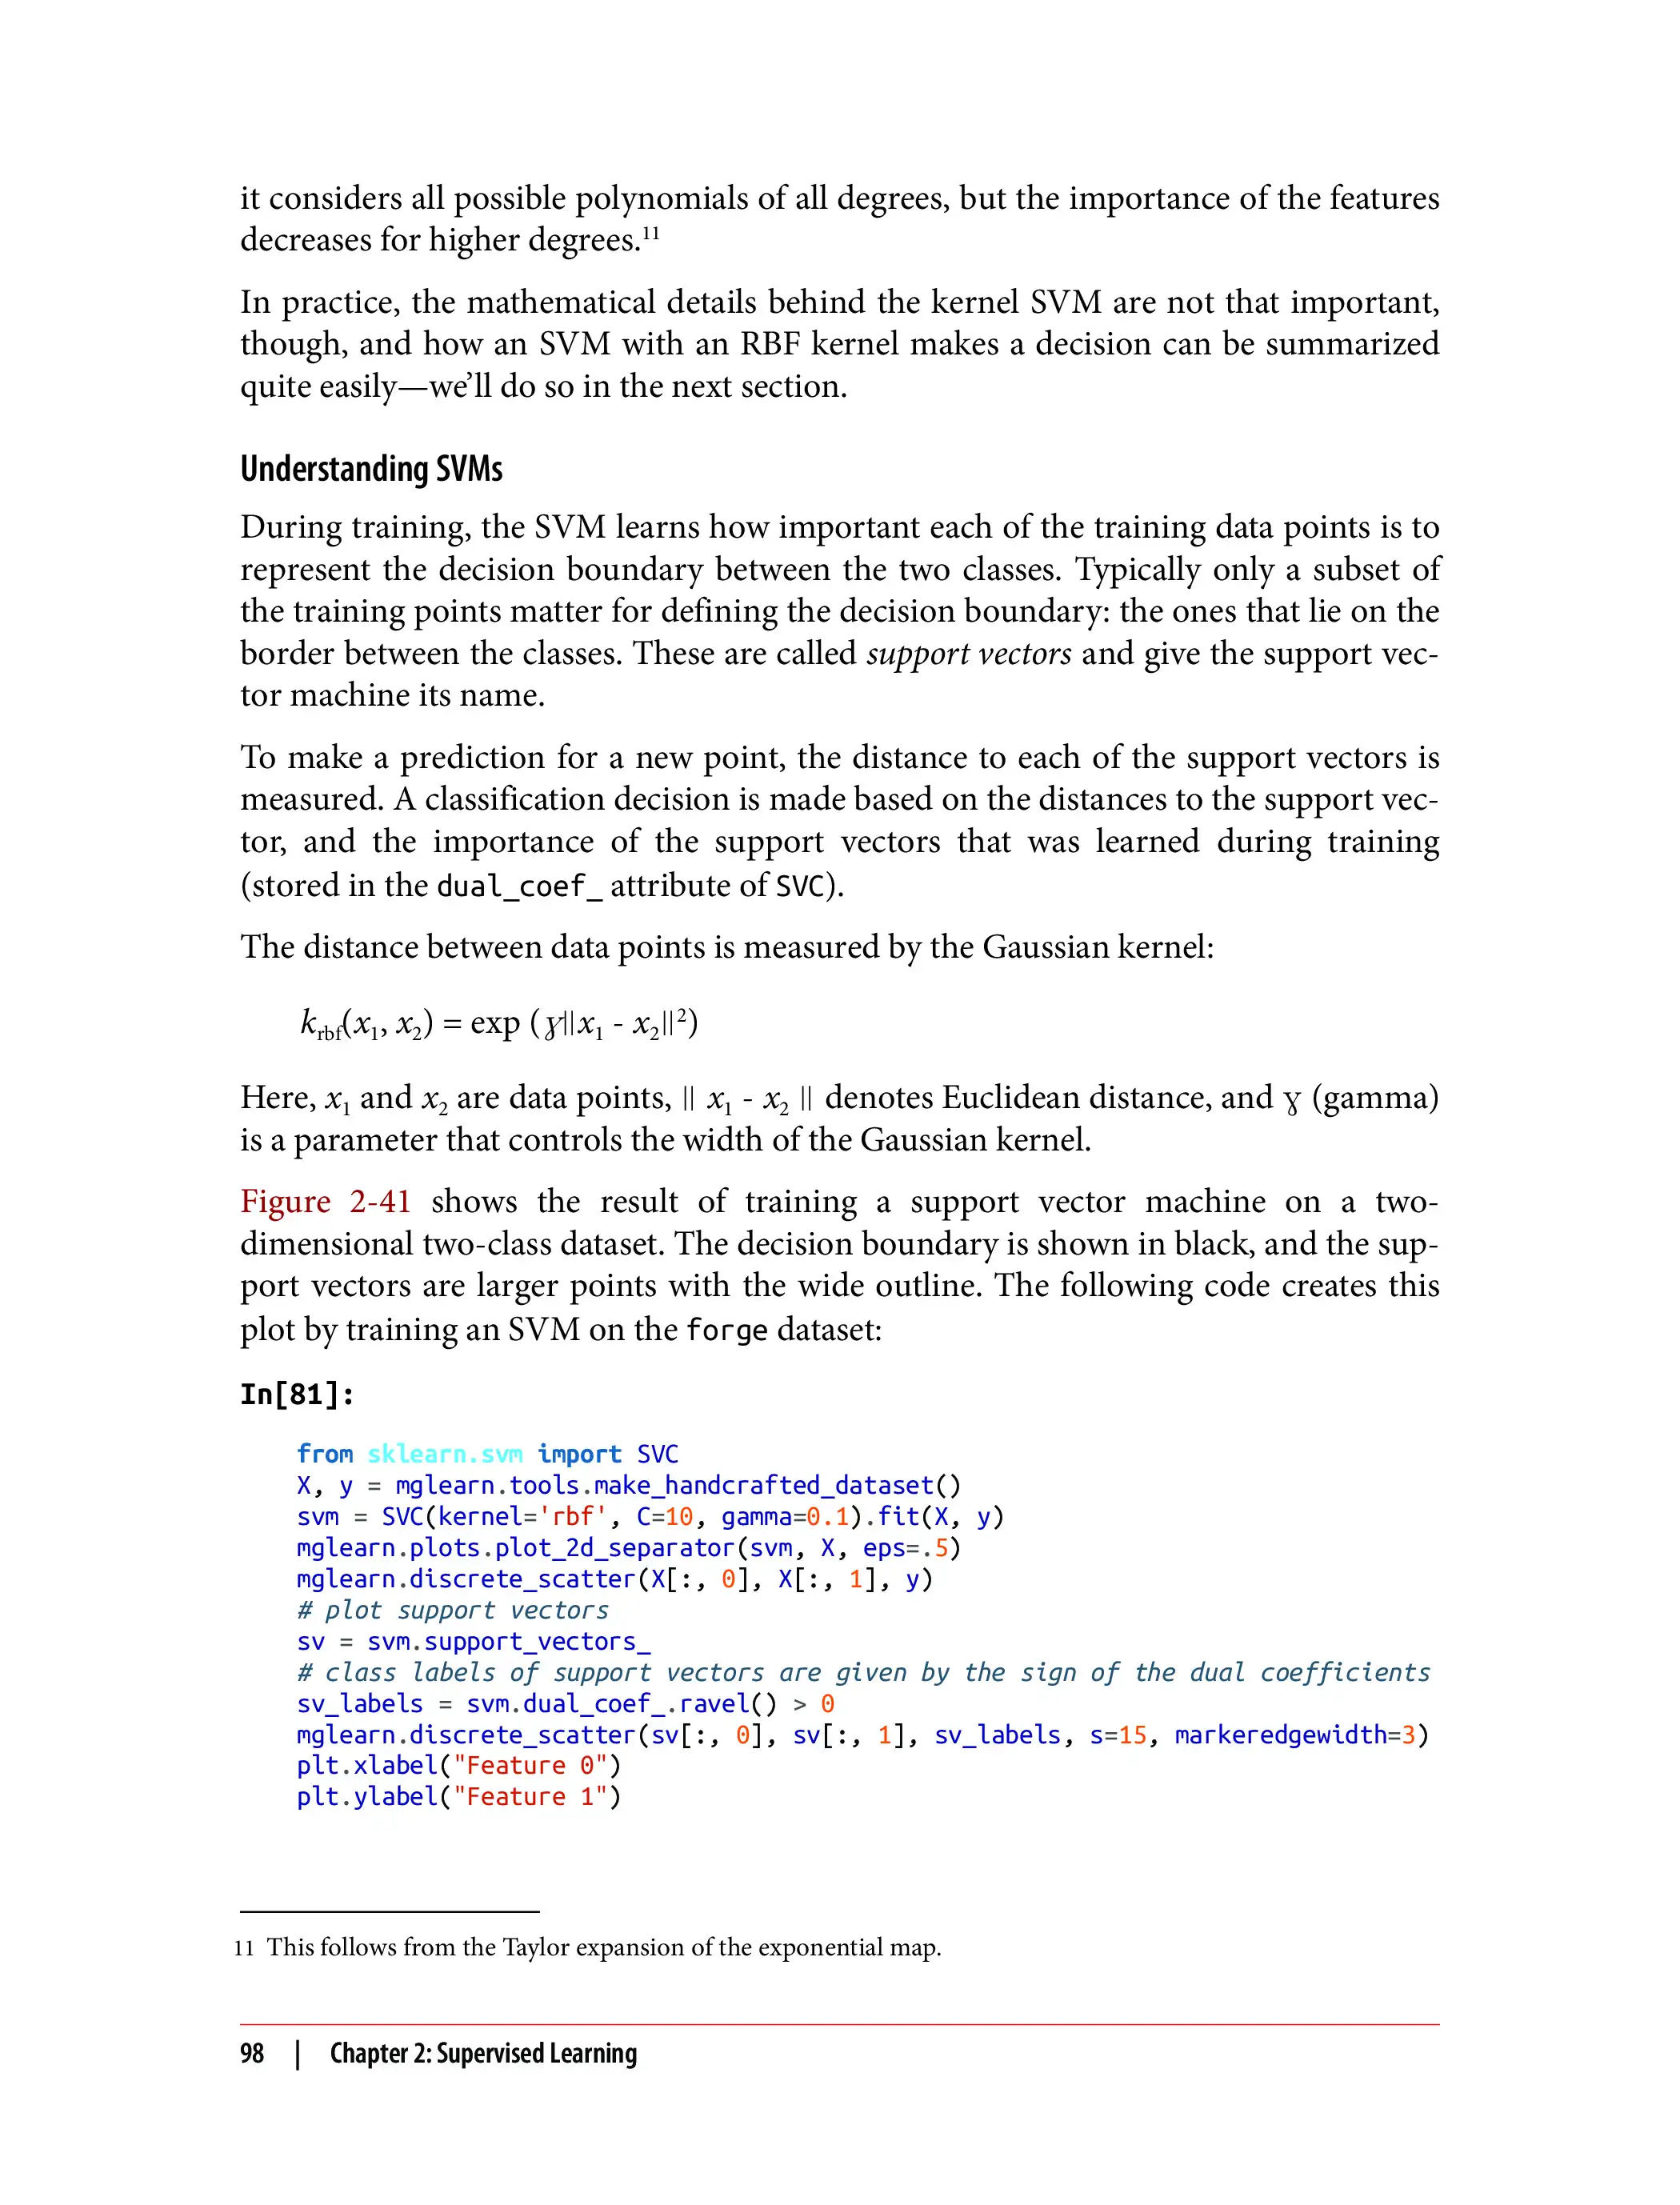 it considers all possible polynomials of all degrees, but the importance of the features
decreases for higher degrees.¹¹
In practice, the mathematical details behind the kernel SVM are not that important,
though, and how an SVM with an RBF kernel makes a decision can be summarized
quite easily—we’ll do so in the next section.
Understanding SVMs
During training, the SVM learns how important each of the training data points is to
represent the decision boundary between the two classes. Typically only a subset of
the training points matter for defining the decision boundary: the ones that lie on the
border between the classes. These are called support vectors and give the support vec-
tor machine its name.
To make a prediction for a new point, the distance to each of the support vectors is
measured. A classification decision is made based on the distances to the support vec-
tor, and the importance of the support vectors that was learned during training
(stored in the dual_coef_ attribute of SVC).
The distance between data points is measured by the Gaussian kernel:
k_rbf(x₁, x₂) = exp (ɣ‖x₁ - x₂‖²)
Here, x₁ and x₂ are data points, ‖ x₁ - x₂ ‖ denotes Euclidean distance, and ɣ (gamma)
is a parameter that controls the width of the Gaussian kernel.
Figure 2-41 shows the result of training a support vector machine on a two-
dimensional two-class dataset. The decision boundary is shown in black, and the sup-
port vectors are larger points with the wide outline. The following code creates this
plot by training an SVM on the forge dataset:
In[81]:
from sklearn.svm import SVC
X, y = mglearn.tools.make_handcrafted_dataset()
svm = SVC(kernel='rbf', C=10, gamma=0.1).fit(X, y)
mglearn.plots.plot_2d_separator(svm, X, eps=.5)
mglearn.discrete_scatter(X[:, 0], X[:, 1], y)
# plot support vectors
sv = svm.support_vectors_
# class labels of support vectors are given by the sign of the dual coefficients
sv_labels = svm.dual_coef_.ravel() > 0
mglearn.discrete_scatter(sv[:, 0], sv[:, 1], sv_labels, s=15, markeredgewidth=3)
plt.xlabel("Feature 0")
plt.ylabel("Feature 1")
11 This follows from the Taylor expansion of the exponential map.
98 | Chapter 2: Supervised Learning